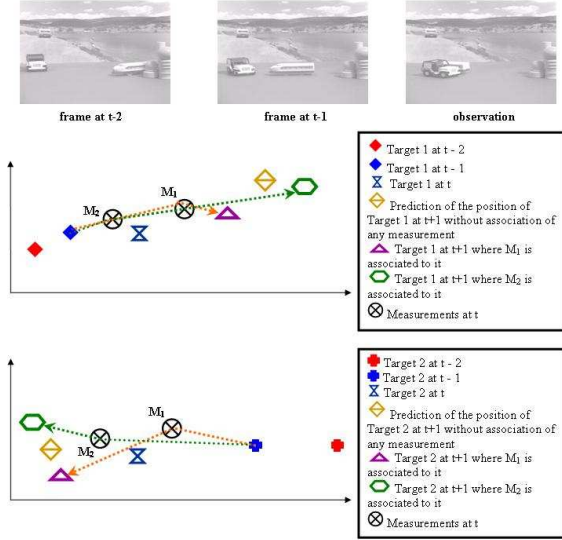 frame at t-2
frame at t-1
observation
M₁
M₂
Target 1 at t - 2
Target 1 at t - 1
Target 1 at t
Prediction of the position of
Target 1 at t+1 without association of
any measurement
Target 1 at t+1 where M₁ is
associated to it
Target 1 at t+1 where M₂ is
associated to it
Measurements at t
M₁
M₂
Target 2 at t - 2
Target 2 at t - 1
Target 2 at t
Prediction of the position of
Target 2 at t+1 without association of
any measurement
Target 2 at t+1 where M₁ is
associated to it
Target 2 at t+1 where M₂ is
associated to it
Measurements at t